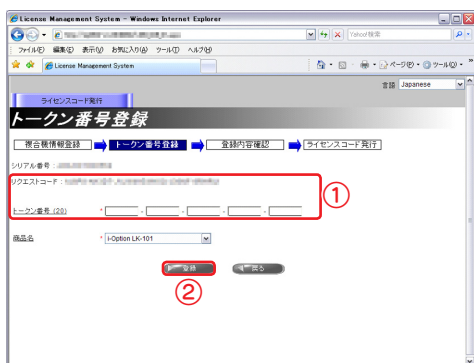 License Management System - Windows Internet Explorer
Yahoo!検索
ファイル(F) 編集(E) 表示(V) お気に入り(A) ツール(T) ヘルプ(H)
License Management System
ページ(P) ツール(O)
言語 Japanese
ライセンスコード発行
トークン番号登録
複合機情報登録 トークン番号登録 登録内容確認 ライセンスコード発行
シリアル番号:
リクエストコード:
①
トークン番号 (20) * - - - -
商品名 * i-Option LK-101
登録 戻る
②